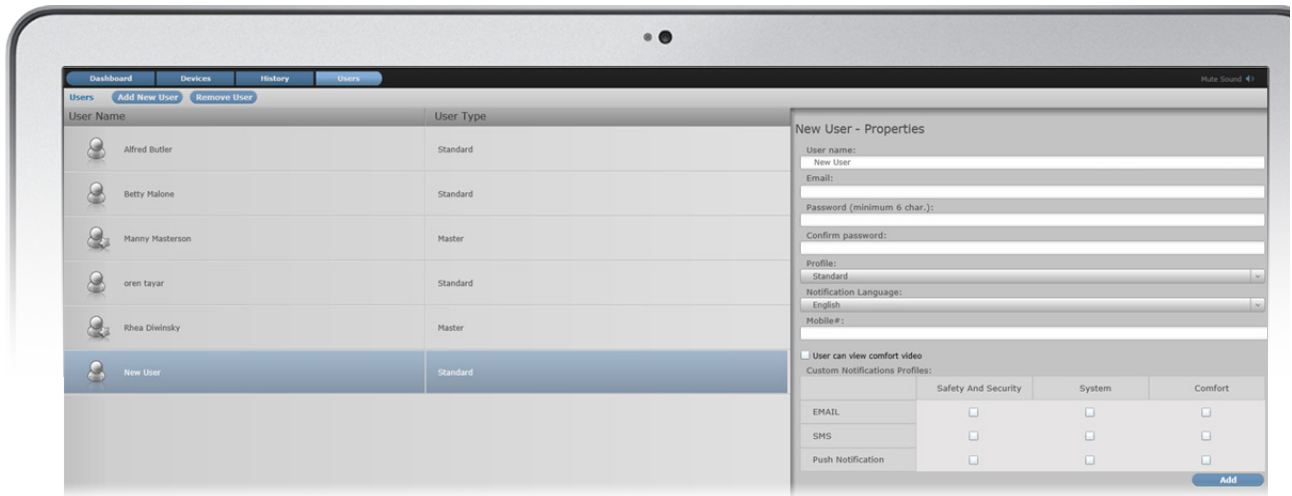 Dashboard Devices History Users Mute Sound
Users Add New User Remove User
User Name User Type
Alfred Butler Standard
Betty Malone Standard
Manny Masterson Master
oren tayar Standard
Rhea Diwinsky Master
New User Standard
New User - Properties
User name:
New User
Email:
Password (minimum 6 char.):
Confirm password:
Profile:
Standard
Notification Language:
English
Mobile#:
User can view comfort video
Custom Notifications Profiles:
Safety And Security System Comfort
EMAIL
SMS
Push Notification
Add